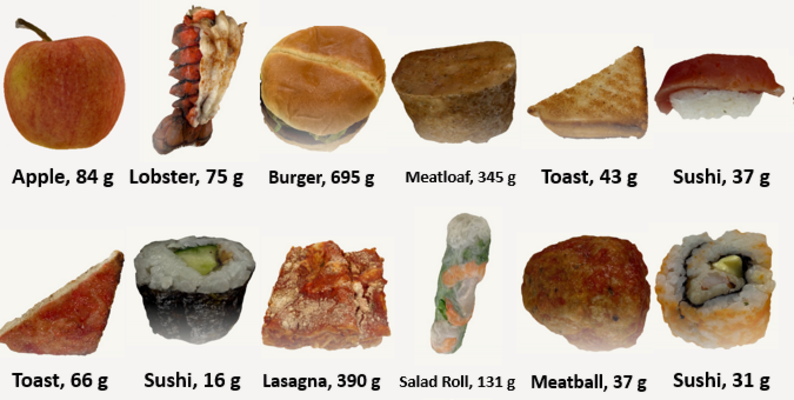 Apple, 84 g
Lobster, 75 g
Burger, 695 g
Meatloaf, 345 g
Toast, 43 g
Sushi, 37 g
Toast, 66 g
Sushi, 16 g
Lasagna, 390 g
Salad Roll, 131 g
Meatball, 37 g
Sushi, 31 g